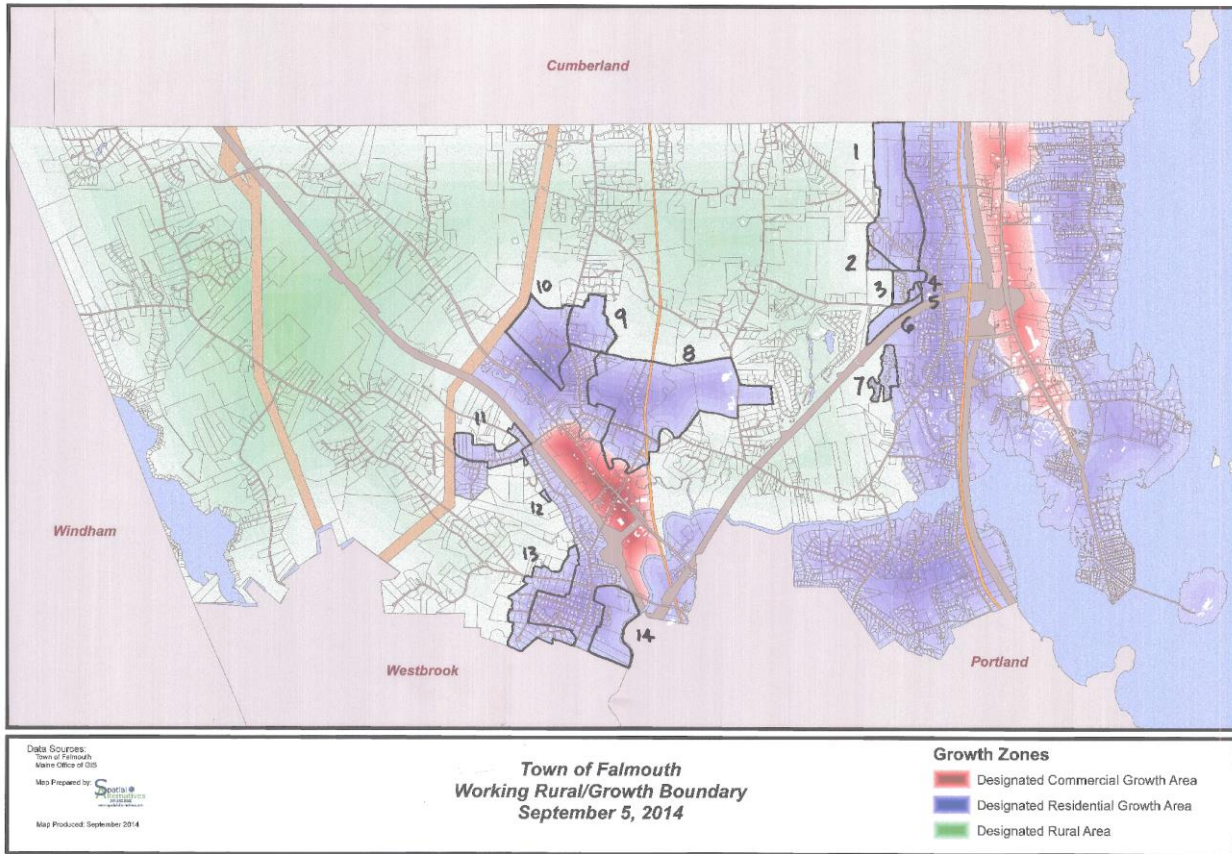 Cumberland
1
2
3
4
5
6
7
8
9
10
11
12
13
14
Windham
Westbrook
Portland
Data Sources:
Town of Falmouth
Maine Office of GIS
Map Prepared by:
Spatial
Alternatives
Map Produced: September 2014
Town of Falmouth
Working Rural/Growth Boundary
September 5, 2014
Growth Zones
Designated Commercial Growth Area
Designated Residential Growth Area
Designated Rural Area